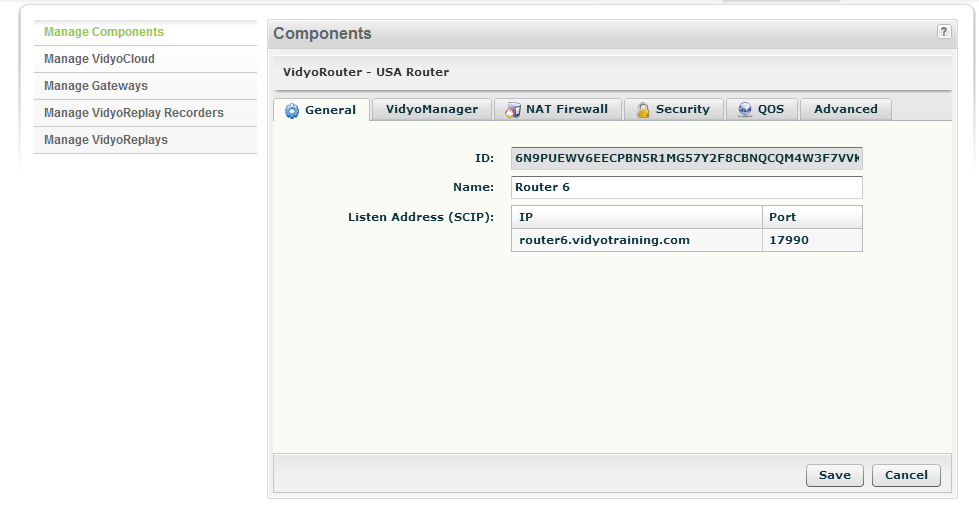 Manage Components
Manage VidyoCloud
Manage Gateways
Manage VidyoReplay Recorders
Manage VidyoReplays
Components
?
VidyoRouter - USA Router
General VidyoManager NAT Firewall Security QOS Advanced
ID: 6N9PUEWV6EECPBN5R1MG57Y2F8CBNQCQM4W3F7VVK
Name: Router 6
Listen Address (SCIP): IP Port
router6.vidyotraining.com 17990
Save Cancel